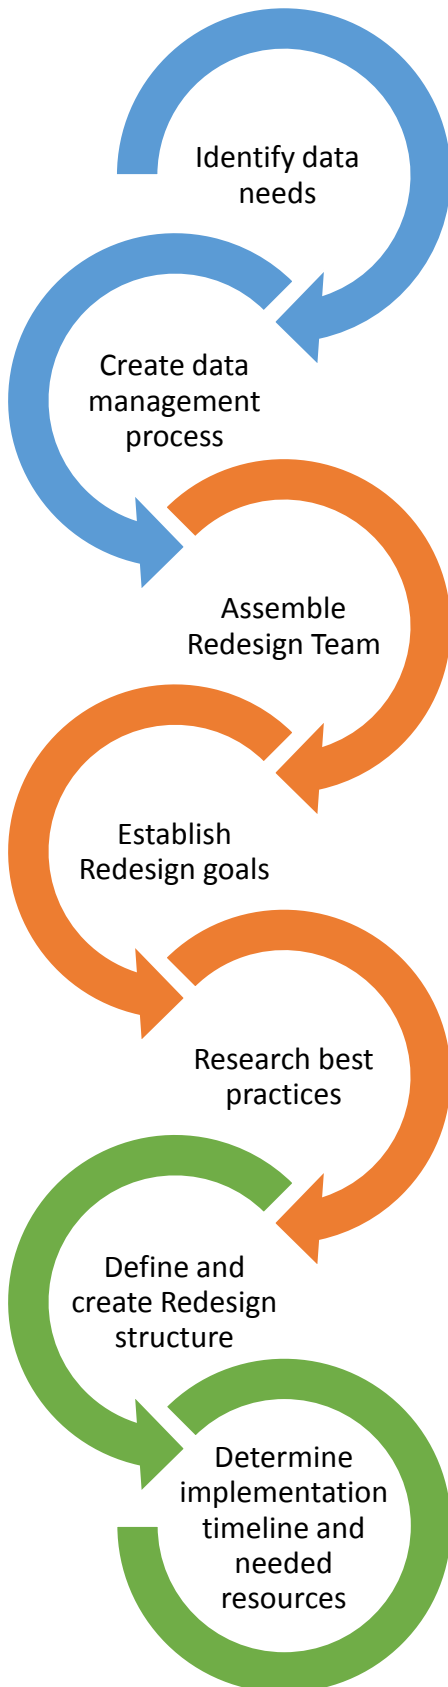 Identify data
needs
Create data
management
process
Assemble
Redesign Team
Establish
Redesign goals
Research best
practices
Define and
create Redesign
structure
Determine
implementation
timeline and
needed
resources